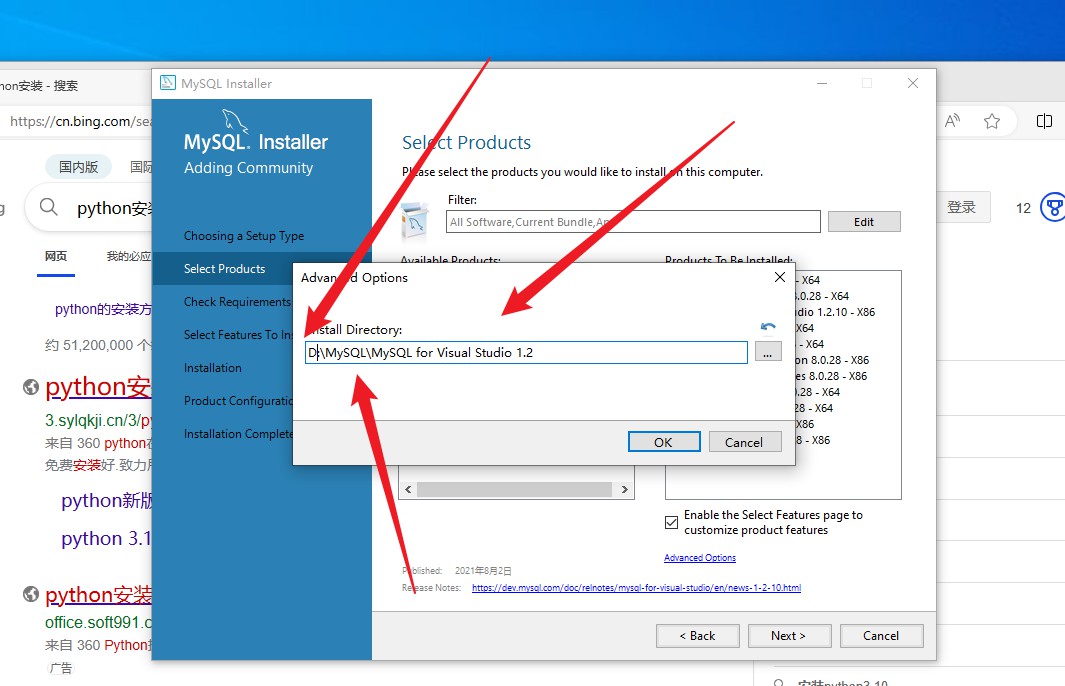 hon安装 - 搜索
https://cn.bing.com/sea
国内版
国际
python安装
网页
我的必应
python的安装方
约 51,200,000 个
python安
3.sylqkji.cn/3/py
来自 360 python
免费安装好.致力
python新版
python 3.1
python安装
office.soft991.c
来自 360 Python
广告
登录
12
安装python3.10
MySQL Installer
MySQL. Installer
Adding Community
Choosing a Setup Type
Select Products
Check Requirements
Select Features To Ins
Installation
Product Configuratio
Installation Complete
Select Products
Please select the products you would like to install on this computer.
Filter:
All Software,Current Bundle,An
Edit
Available Products:
Products To Be Installed:
- X64
8.0.28 - X64
dio 1.2.10 - X86
X64
on 8.0.28 - X86
es 8.0.28 - X86
.28 - X64
28 - X64
X86
8 - X86
Advanced Options
Install Directory:
D:\MySQL\MySQL for Visual Studio 1.2
...
OK
Cancel
Enable the Select Features page to
customize product features
Advanced Options
Published: 2021年8月2日
Release Notes: https://dev.mysql.com/doc/relnotes/mysql-for-visual-studio/en/news-1-2-10.html
< Back
Next >
Cancel